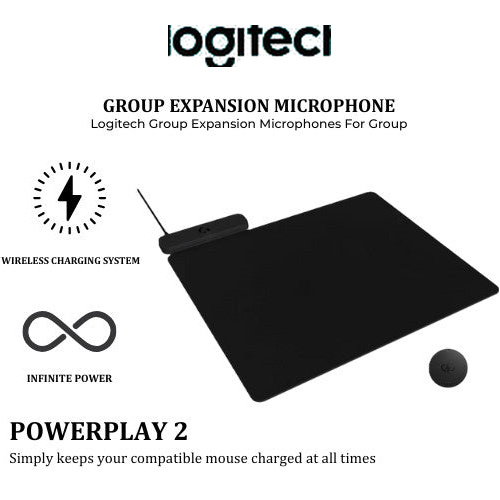 logitech
GROUP EXPANSION MICROPHONE
Logitech Group Expansion Microphones For Group
WIRELESS CHARGING SYSTEM
INFINITE POWER
POWERPLAY 2
Simply keeps your compatible mouse charged at all times